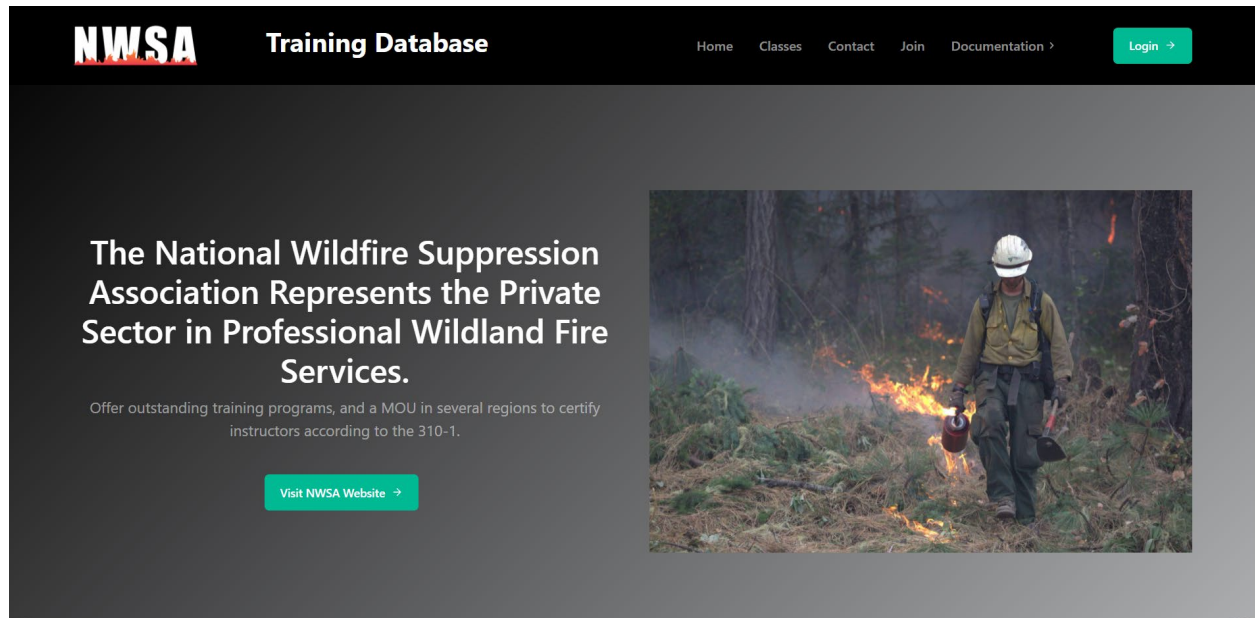 NWSA
Training Database
Home
Classes
Contact
Join
Documentation >
Login →
The National Wildfire Suppression
Association Represents the Private
Sector in Professional Wildland Fire
Services.
Offer outstanding training programs, and a MOU in several regions to certify
instructors according to the 310-1.
Visit NWSA Website →